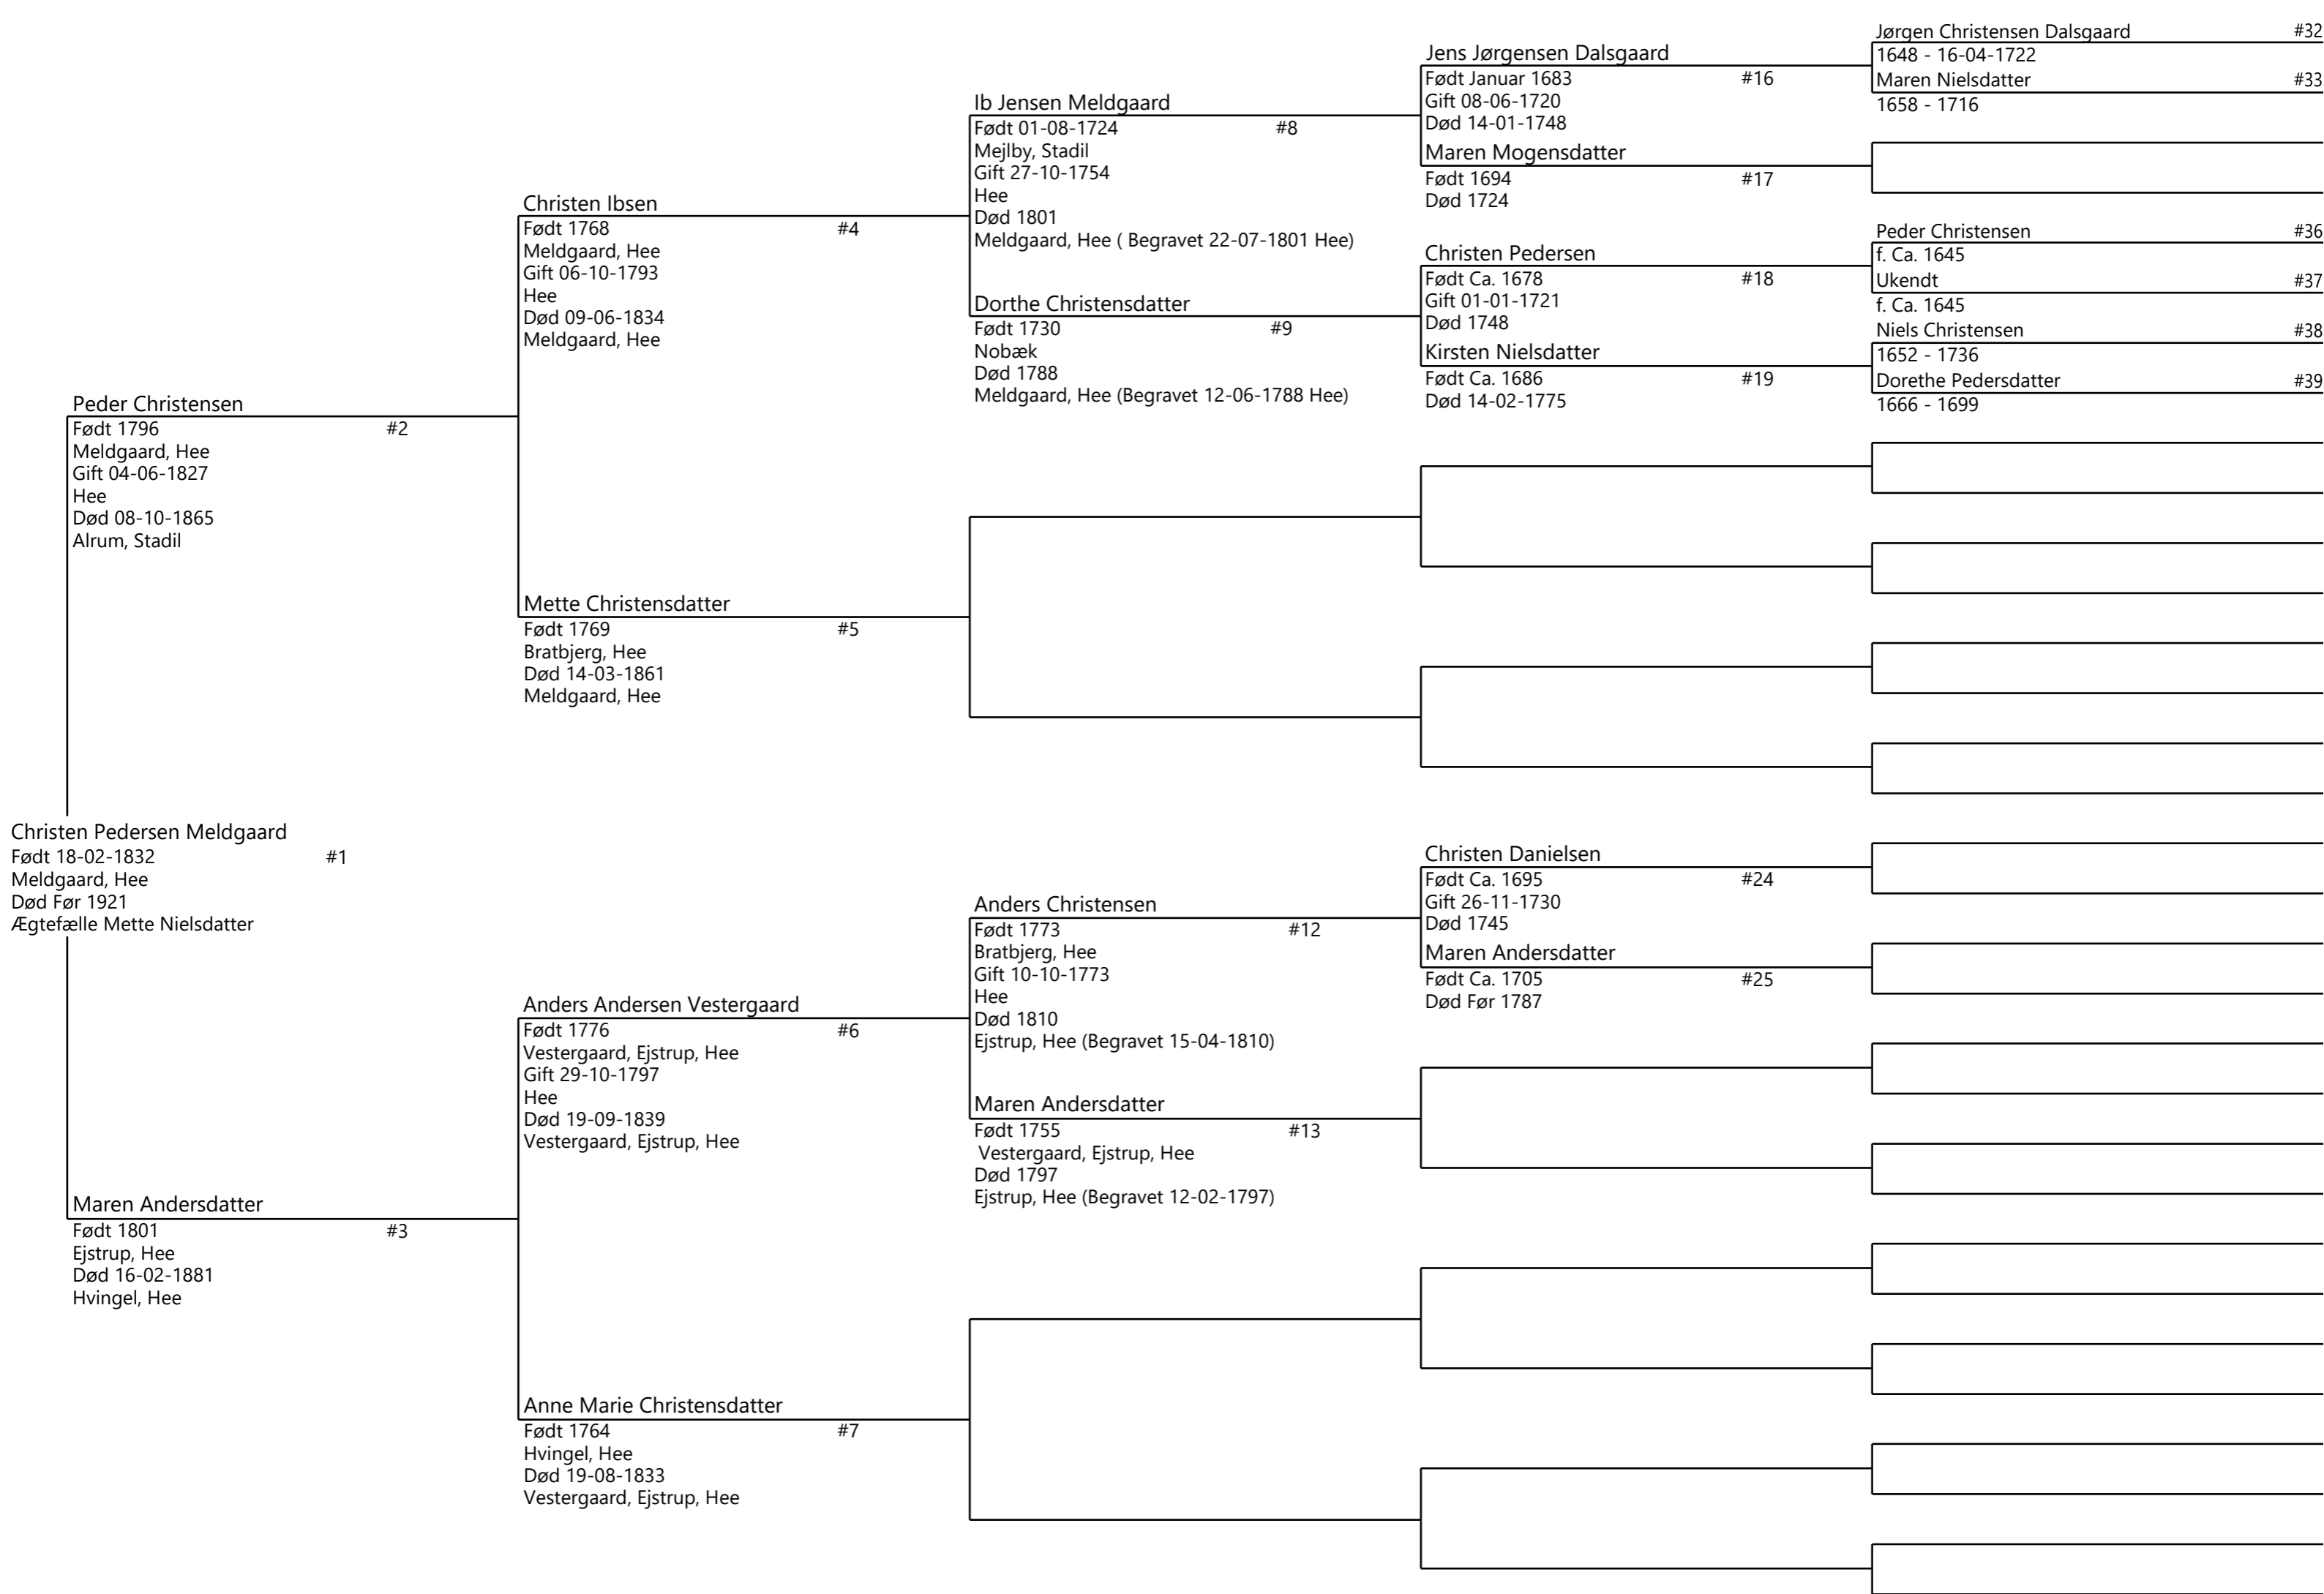 Christen Pedersen Meldgaard
Født 18-02-1832 #1
Meldgaard, Hee
Død Før 1921
Ægtefælle Mette Nielsdatter
Peder Christensen
Født 1796 #2
Meldgaard, Hee
Gift 04-06-1827
Hee
Død 08-10-1865
Alrum, Stadil
Maren Andersdatter
Født 1801 #3
Ejstrup, Hee
Død 16-02-1881
Hvingel, Hee
Christen Ibsen
Født 1768 #4
Meldgaard, Hee
Gift 06-10-1793
Hee
Død 09-06-1834
Meldgaard, Hee
Mette Christensdatter
Født 1769 #5
Bratbjerg, Hee
Død 14-03-1861
Meldgaard, Hee
Anders Andersen Vestergaard
Født 1776 #6
Vestergaard, Ejstrup, Hee
Gift 29-10-1797
Hee
Død 19-09-1839
Vestergaard, Ejstrup, Hee
Anne Marie Christensdatter
Født 1764 #7
Hvingel, Hee
Død 19-08-1833
Vestergaard, Ejstrup, Hee
Ib Jensen Meldgaard
Født 01-08-1724 #8
Mejlby, Stadil
Gift 27-10-1754
Hee
Død 1801
Meldgaard, Hee ( Begravet 22-07-1801 Hee)
Dorthe Christensdatter
Født 1730 #9
Nobæk
Død 1788
Meldgaard, Hee (Begravet 12-06-1788 Hee)
Anders Christensen
Født 1773 #12
Bratbjerg, Hee
Gift 10-10-1773
Hee
Død 1810
Ejstrup, Hee (Begravet 15-04-1810)
Maren Andersdatter
Født 1755 #13
Vestergaard, Ejstrup, Hee
Død 1797
Ejstrup, Hee (Begravet 12-02-1797)
Jens Jørgensen Dalsgaard
Født Januar 1683 #16
Gift 08-06-1720
Død 14-01-1748
Maren Mogensdatter
Født 1694 #17
Død 1724
Christen Pedersen
Født Ca. 1678 #18
Gift 01-01-1721
Død 1748
Kirsten Nielsdatter
Født Ca. 1686 #19
Død 14-02-1775
Christen Danielsen
Født Ca. 1695 #24
Gift 26-11-1730
Død 1745
Maren Andersdatter
Født Ca. 1705 #25
Død Før 1787
Jørgen Christensen Dalsgaard #32
1648 - 16-04-1722
Maren Nielsdatter #33
1658 - 1716
Peder Christensen #36
f. Ca. 1645
Ukendt #37
f. Ca. 1645
Niels Christensen #38
1652 - 1736
Dorethe Pedersdatter #39
1666 - 1699